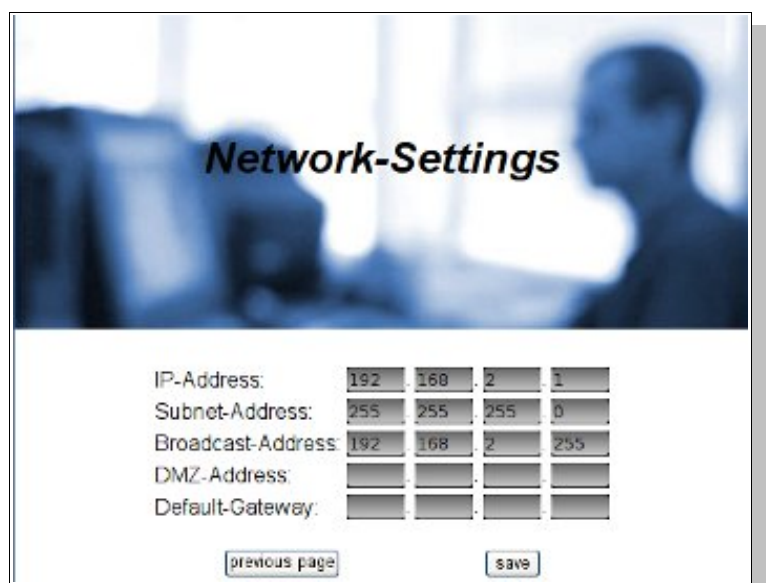 Network-Settings
IP-Address: 192 . 168 . 2 . 1
Subnet-Address: 255 . 255 . 255 . 0
Broadcast-Address: 192 . 168 . 2 . 255
DMZ-Address: . . .
Default-Gateway: . . .
previous page save